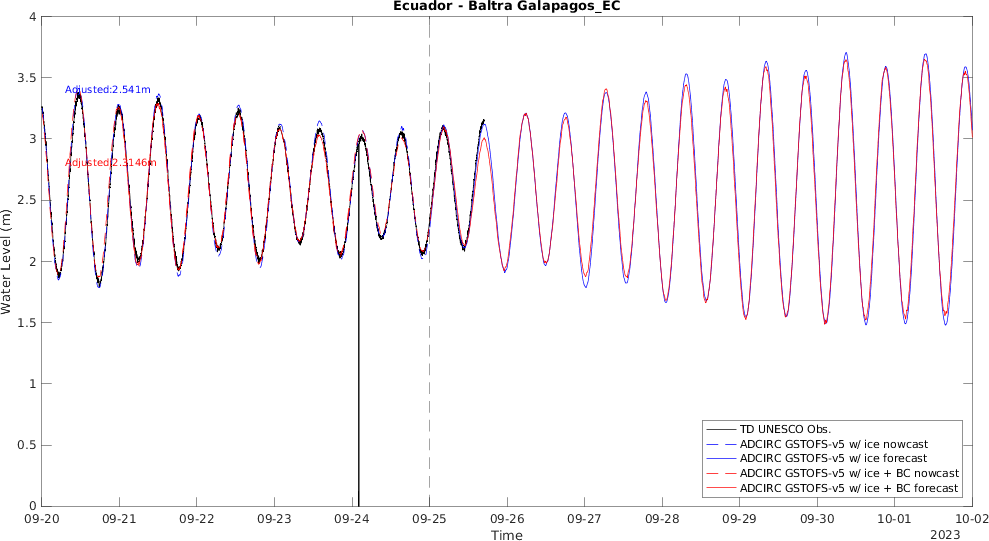 Ecuador - Baltra Galapagos_EC
4
3.5
3
2.5
2
1.5
1
0.5
0
Water Level (m)
Adjusted:2.541m
Adjusted:2.3146m
TD UNESCO Obs.
ADCIRC GSTOFS-v5 w/ ice nowcast
ADCIRC GSTOFS-v5 w/ ice forecast
ADCIRC GSTOFS-v5 w/ ice + BC nowcast
ADCIRC GSTOFS-v5 w/ ice + BC forecast
09-20 09-21 09-22 09-23 09-24 09-25 09-26 09-27 09-28 09-29 09-30 10-01 10-02
Time
2023